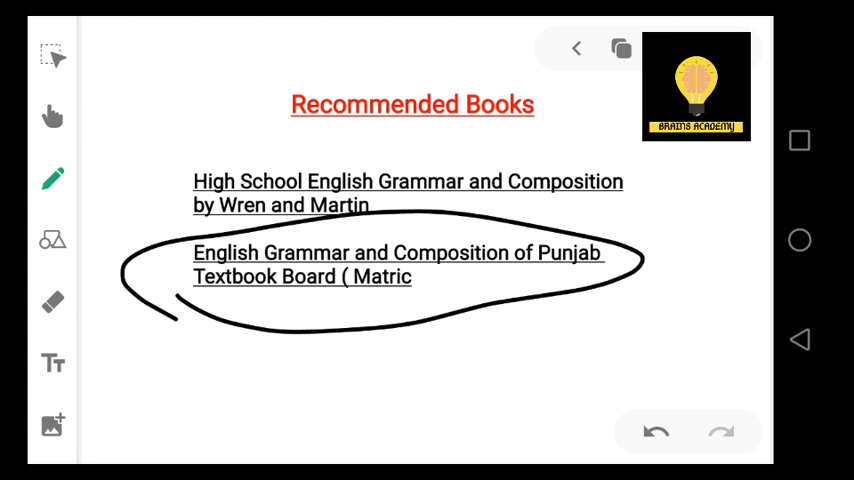 Recommended Books
BRAINS ACADEMY
High School English Grammar and Composition
by Wren and Martin
English Grammar and Composition of Punjab
Textbook Board ( Matric
Tт